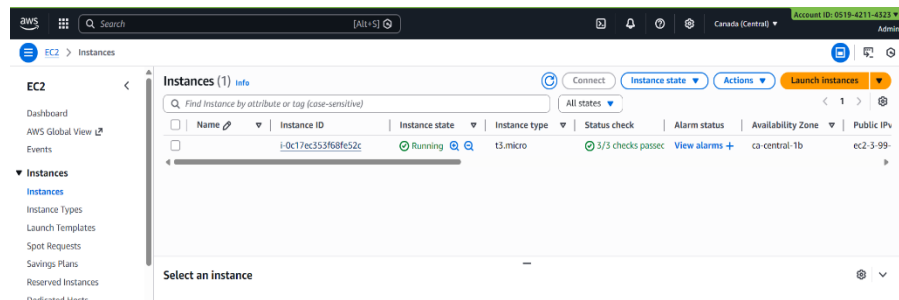 aws Search [Alt+S] Canada (Central) ▼ Account ID: 0519-4211-4323 ▼
Admin
EC2 > Instances
EC2
Dashboard
AWS Global View
Events
▼ Instances
Instances
Instance Types
Launch Templates
Spot Requests
Savings Plans
Reserved Instances
Dedicated Hosts
Instances (1) Info Connect Instance state ▼ Actions ▼ Launch instances ▼
Find Instance by attribute or tag (case-sensitive) All states ▼ < 1 >
Name Instance ID Instance state Instance type Status check Alarm status Availability Zone Public IPv
i-0c17ec353f68fe52c Running t3.micro 3/3 checks passec View alarms + ca-central-1b ec2-3-99-
Select an instance